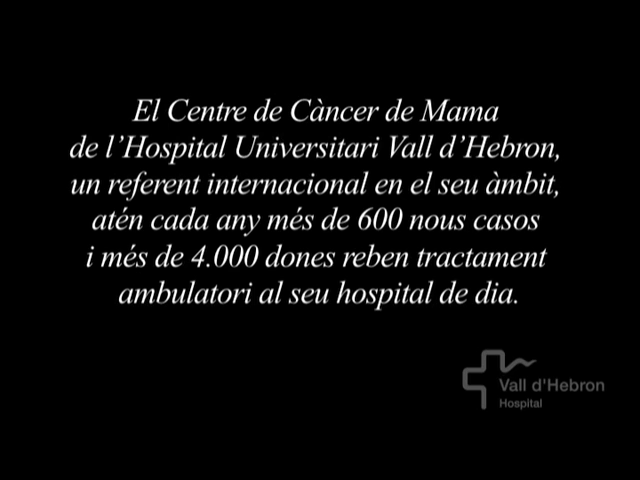 El Centre de Càncer de Mama
de l’Hospital Universitari Vall d’Hebron,
un referent internacional en el seu àmbit,
atén cada any més de 600 nous casos
i més de 4.000 dones reben tractament
ambulatori al seu hospital de dia.
Vall d'Hebron
Hospital